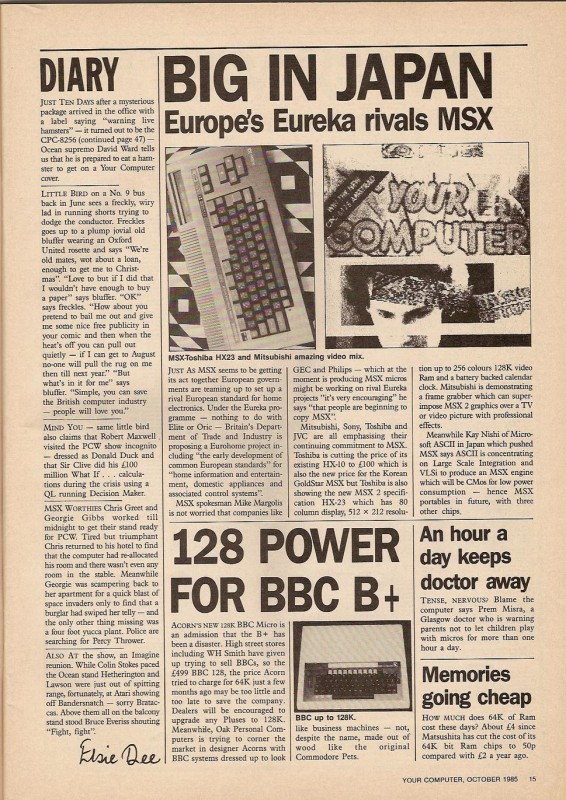 DIARY
JUST TEN DAYS after a mysterious
package arrived in the office with
a label saying "warning live
hamsters" — it turned out to be the
CPC-8256 (continued page 47) —
Ocean supremo David Ward tells
us that he is prepared to eat a ham-
ster to get on a Your Computer
cover.
LITTLE BIRD on a No. 9 bus
back in June sees a freckly, wiry
lad in running shorts trying to
dodge the conductor. Freckles
goes up to a plump jovial old
bluffer wearing an Oxford
United rosette and says "We're
old mates, wot about a loan,
enough to get me to Christ-
mas". "Love to but if I did that
I wouldn't have enough to buy
a paper" says bluffer. "OK"
says freckles. "How about you
pretend to bail me out and give
me some nice free publicity in
your comic and then when the
heat's off you can pull out
quietly — if I can get to August
no-one will pull the rug on me
then till next year." "But
what's in it for me" says
bluffer. "Simple, you can save
the British computer industry
— people will love you."
MIND YOU — same little bird
also claims that Robert Maxwell
visited the PCW show incognito
— dressed as Donald Duck and
that Sir Clive did his £100
million What If . . . calcula-
tions during the crisis using a
QL running Decision Maker.
MSX WORTHIES Chris Greet and
Georgie Gibbs worked till
midnight to get their stand ready
for PCW. Tired but triumphant
Chris returned to his hotel to find
that the computer had re-allocated
his room and there wasn't even any
room in the stable. Meanwhile
Georgie was scampering back to
her apartment for a quick blast of
space invaders only to find that a
burglar had swiped her telly — and
the only other thing missing was
a four foot yucca plant. Police are
searching for Percy Thrower.
ALSO AT the show, an Imagine
reunion. While Colin Stokes paced
the Ocean stand Hetherington and
Lawson were just out of spitting
range, fortunately, at Atari showing
off Bandersnatch — sorry Bratac-
cas. Above them all on the balcony
stand stood Bruce Everiss shouting
"Fight, fight".
Elsie Dee
BIG IN JAPAN
Europe's Eureka rivals MSX
YOUR
COMPUTER
MSX-Toshiba HX23 and Mitsubishi amazing video mix.
JUST AS MSX seems to be getting
its act together European govern-
ments are teaming up to set up a
rival European standard for home
electronics. Under the Eureka pro-
gramme — nothing to do with
Elite or Oric — Britain's Depart-
ment of Trade and Industry is
proposing a Eurohome project in-
cluding "the early development of
common European standards" for
"home information and entertain-
ment, domestic appliances and
associated control systems".
MSX spokesman Mike Margolis
is not worried that companies like
GEC and Philips — which at the
moment is producing MSX micros
might be working on rival Eureka
projects "it's very encouraging" he
says "that people are beginning to
copy MSX".
Mitsubishi, Sony, Toshiba and
JVC are all emphasising their
continuing commitment to MSX.
Toshiba is cutting the price of its
existing HX-10 to £100 which is
also the new price for the Korean
GoldStar MSX but Toshiba is also
showing the new MSX 2 specifi-
cation HX-23 which has 80
column display, 512 × 212 resolu-
tion up to 256 colours 128K video
Ram and a battery backed calendar
clock. Mitsubishi is demonstrating
a frame grabber which can super-
impose MSX 2 graphics over a TV
or video picture with professional
effects.
Meanwhile Kay Nishi of Micro-
soft ASCII in Japan which pushed
MSX says ASCII is concentrating
on Large Scale Integration and
VLSi to produce an MSX engine
which will be CMos for low power
consumption — hence MSX
portables in future, with three
other chips.
128 POWER
FOR BBC B+
ACORN'S NEW 128K BBC Micro is
an admission that the B+ has
been a disaster. High street stores
including WH Smith have given
up trying to sell BBCs, so the
£499 BBC 128, the price Acorn
tried to charge for 64K just a few
months ago may be too little and
too late to save the company.
Dealers will be encouraged to
upgrade any Pluses to 128K.
Meanwhile, Oak Personal Com-
puters is trying to corner the
market in designer Acorns with
BBC systems dressed up to look
BBC up to 128K.
like business machines — not,
despite the name, made out of
wood like the original
Commodore Pets.
An hour a
day keeps
doctor away
TENSE, NERVOUS? Blame the
computer says Prem Misra, a
Glasgow doctor who is warning
parents not to let children play
with micros for more than one
hour a day.
Memories
going cheap
HOW MUCH does 64K of Ram
cost these days? About £4 since
Matsushita has cut the cost of its
64K bit Ram chips to 50p
compared with £2 a year ago.
YOUR COMPUTER, OCTOBER 1985 15